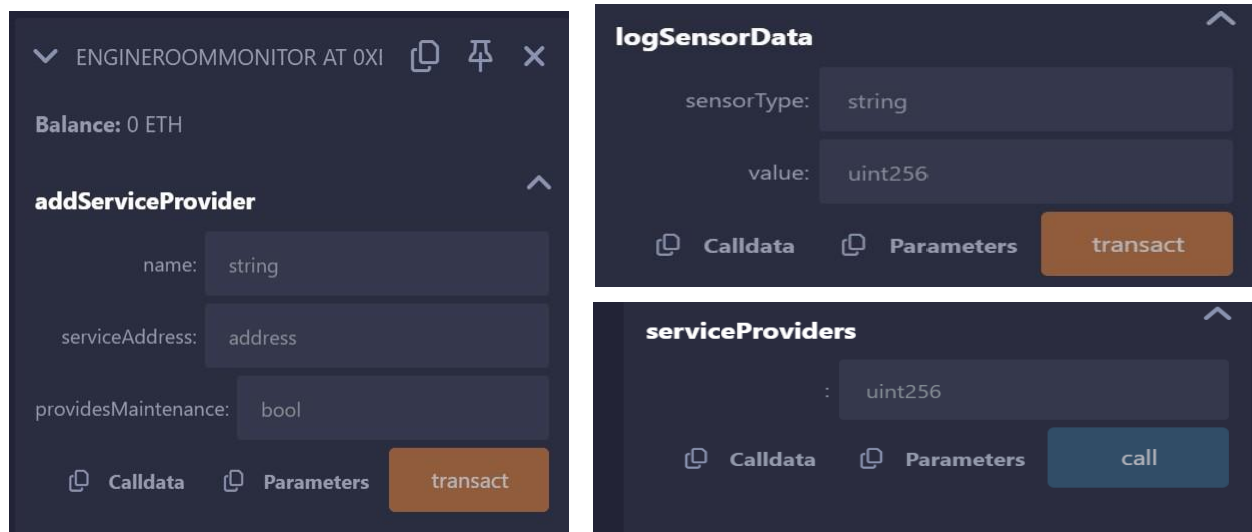 ENGINEROOMMONITOR AT 0XI
Balance: 0 ETH
addServiceProvider
name: string
serviceAddress: address
providesMaintenance: bool
Calldata Parameters transact
logSensorData
sensorType: string
value: uint256
Calldata Parameters transact
serviceProviders
: uint256
Calldata Parameters call